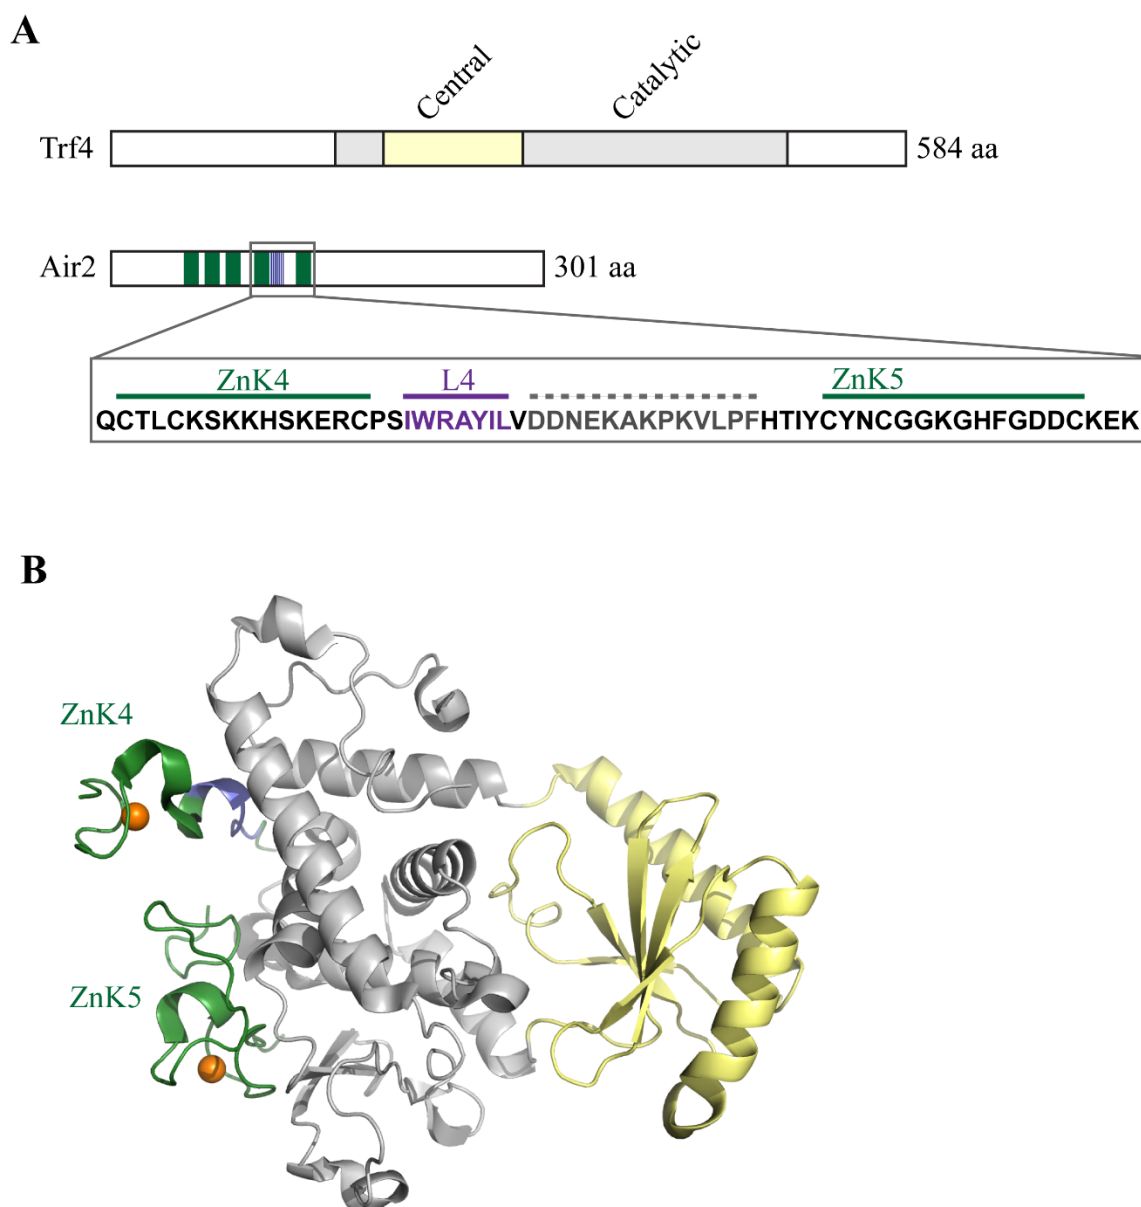 A
Central Catalytic
Trf4 584 aa
Air2 301 aa
ZnK4 L4 ZnK5
QCTLCKSKKHSKERCPSIWRAYILVDDNEKAKPKVLPFHTIYCYNCGGKGHFGDDCKEK
B
ZnK4
ZnK5